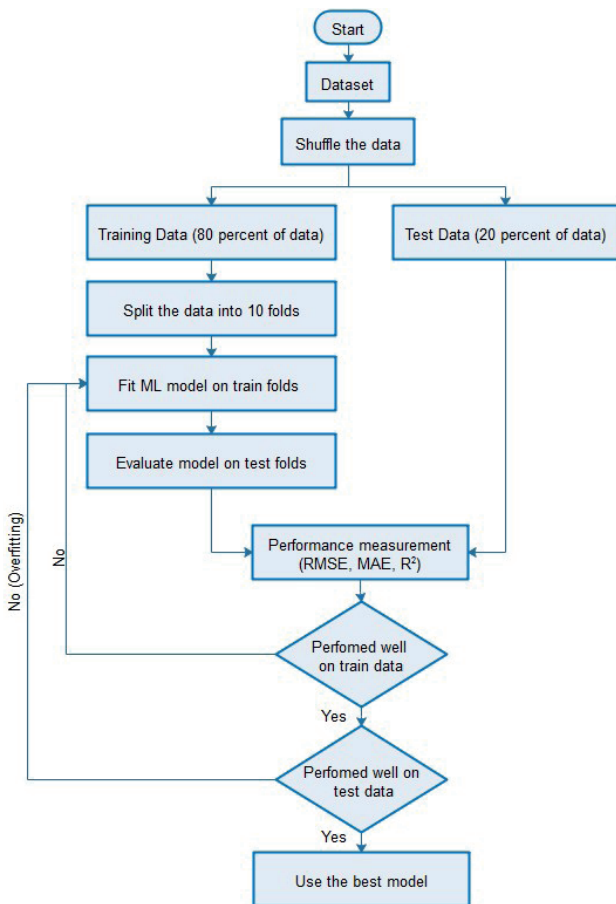 Start
Dataset
Shuffle the data
Training Data (80 percent of data)
Test Data (20 percent of data)
Split the data into 10 folds
Fit ML model on train folds
Evaluate model on test folds
Performance measurement
(RMSE, MAE, R²)
No (Overfitting)
No
Perfomed well
on train data
Yes
Perfomed well on
test data
Yes
Use the best model